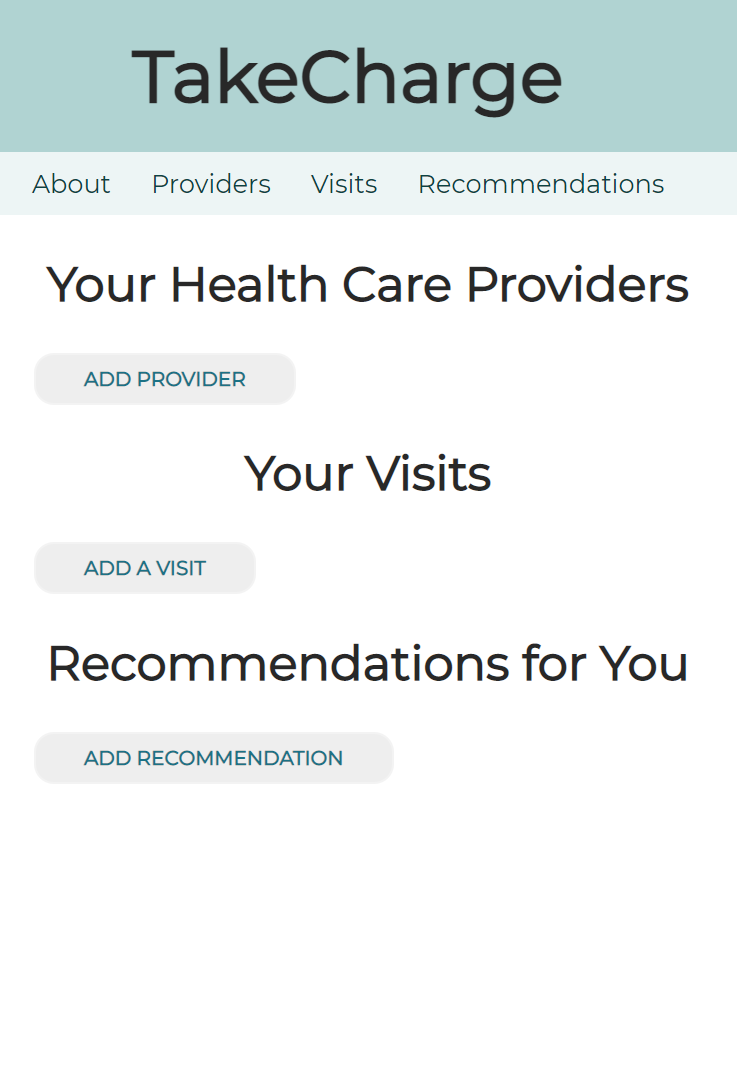 TakeCharge
About Providers Visits Recommendations
Your Health Care Providers
ADD PROVIDER
Your Visits
ADD A VISIT
Recommendations for You
ADD RECOMMENDATION